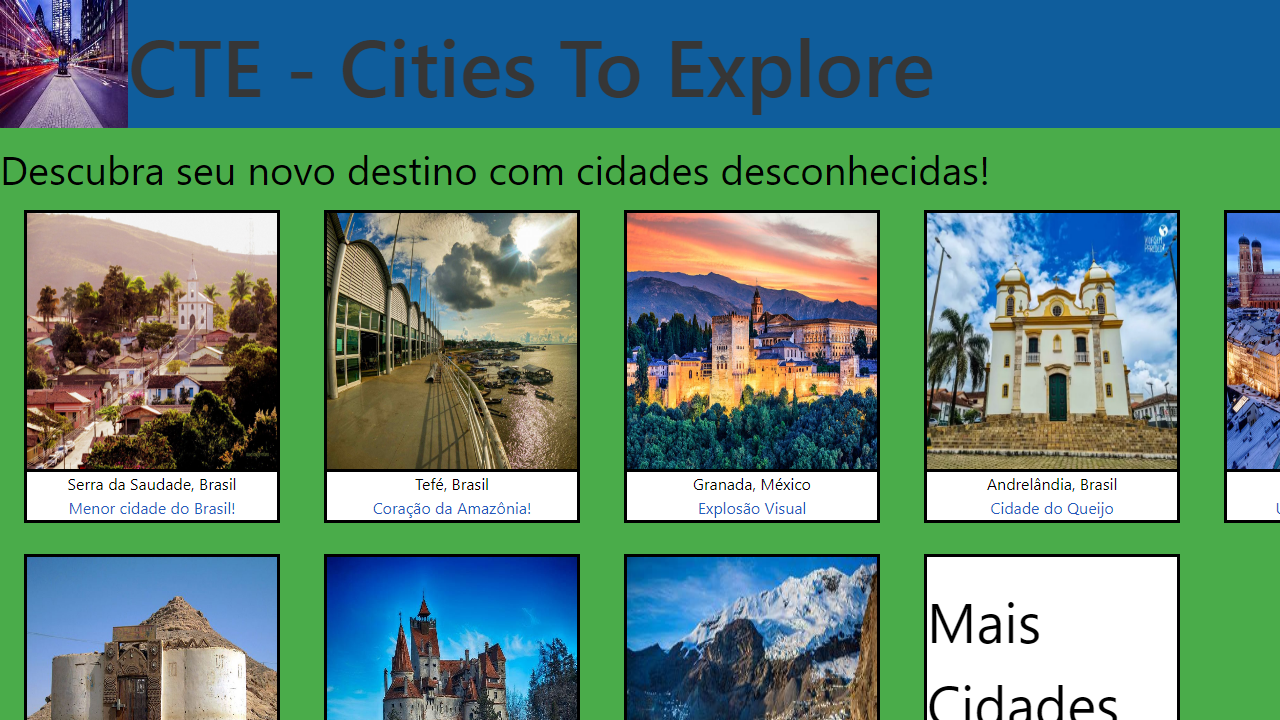 CTE - Cities To Explore
Descubra seu novo destino com cidades desconhecidas!
Serra da Saudade, Brasil
Menor cidade do Brasil!
Tefé, Brasil
Coração da Amazônia!
Granada, México
Explosão Visual
Andrelândia, Brasil
Cidade do Queijo
Mais
Cidades